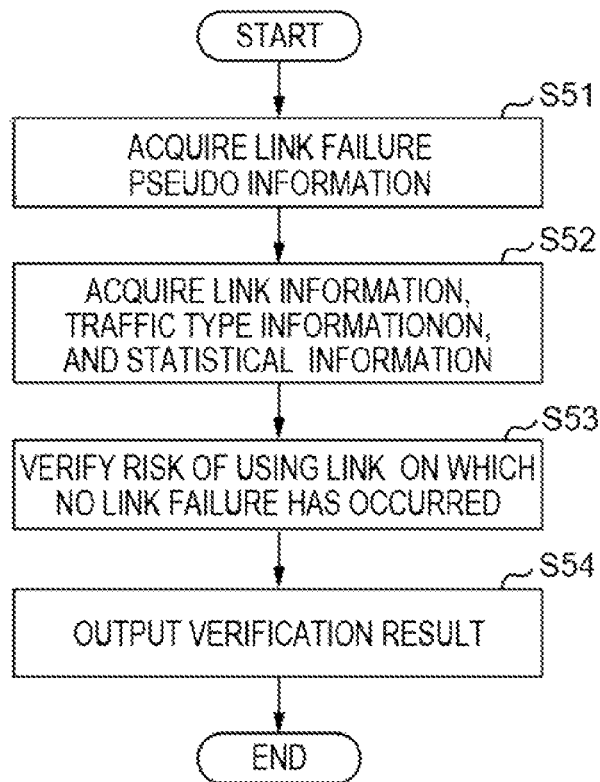 START
S51
ACQUIRE LINK FAILURE
PSEUDO INFORMATION
S52
ACQUIRE LINK INFORMATION,
TRAFFIC TYPE INFORMATIONON,
AND STATISTICAL INFORMATION
S53
VERIFY RISK OF USING LINK ON WHICH
NO LINK FAILURE HAS OCCURRED
S54
OUTPUT VERIFICATION RESULT
END